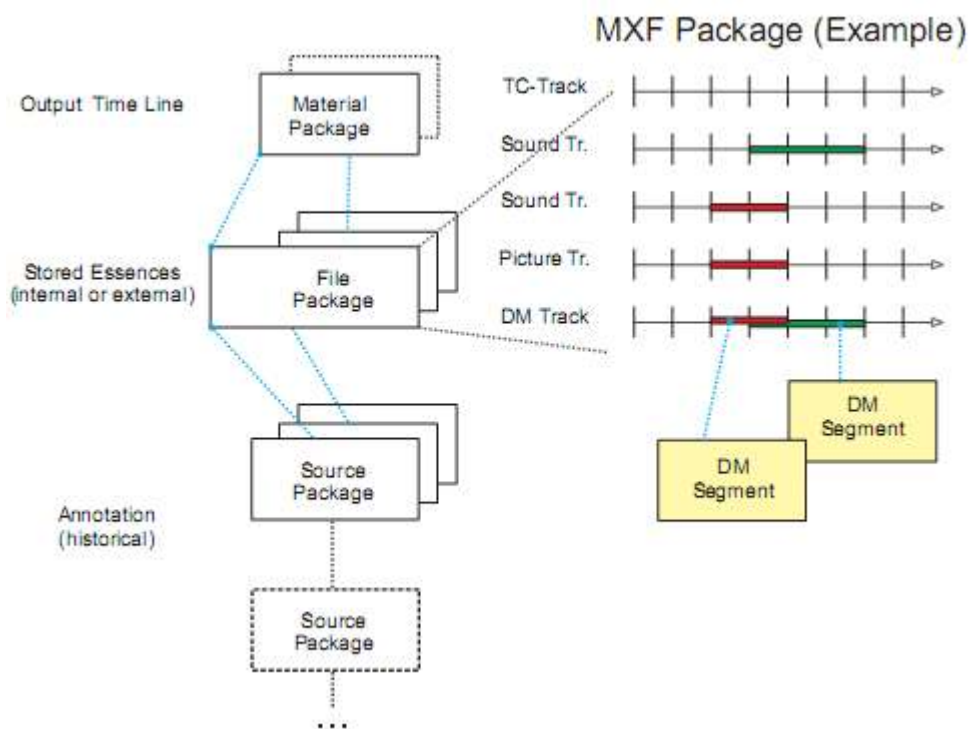 MXF Package (Example)
Output Time Line
Material
Package
TC-Track
Sound Tr.
Sound Tr.
Picture Tr.
DM Track
Stored Essences
(internal or external)
File
Package
DM
Segment
DM
Segment
Source
Package
Annotation
(historical)
Source
Package
...